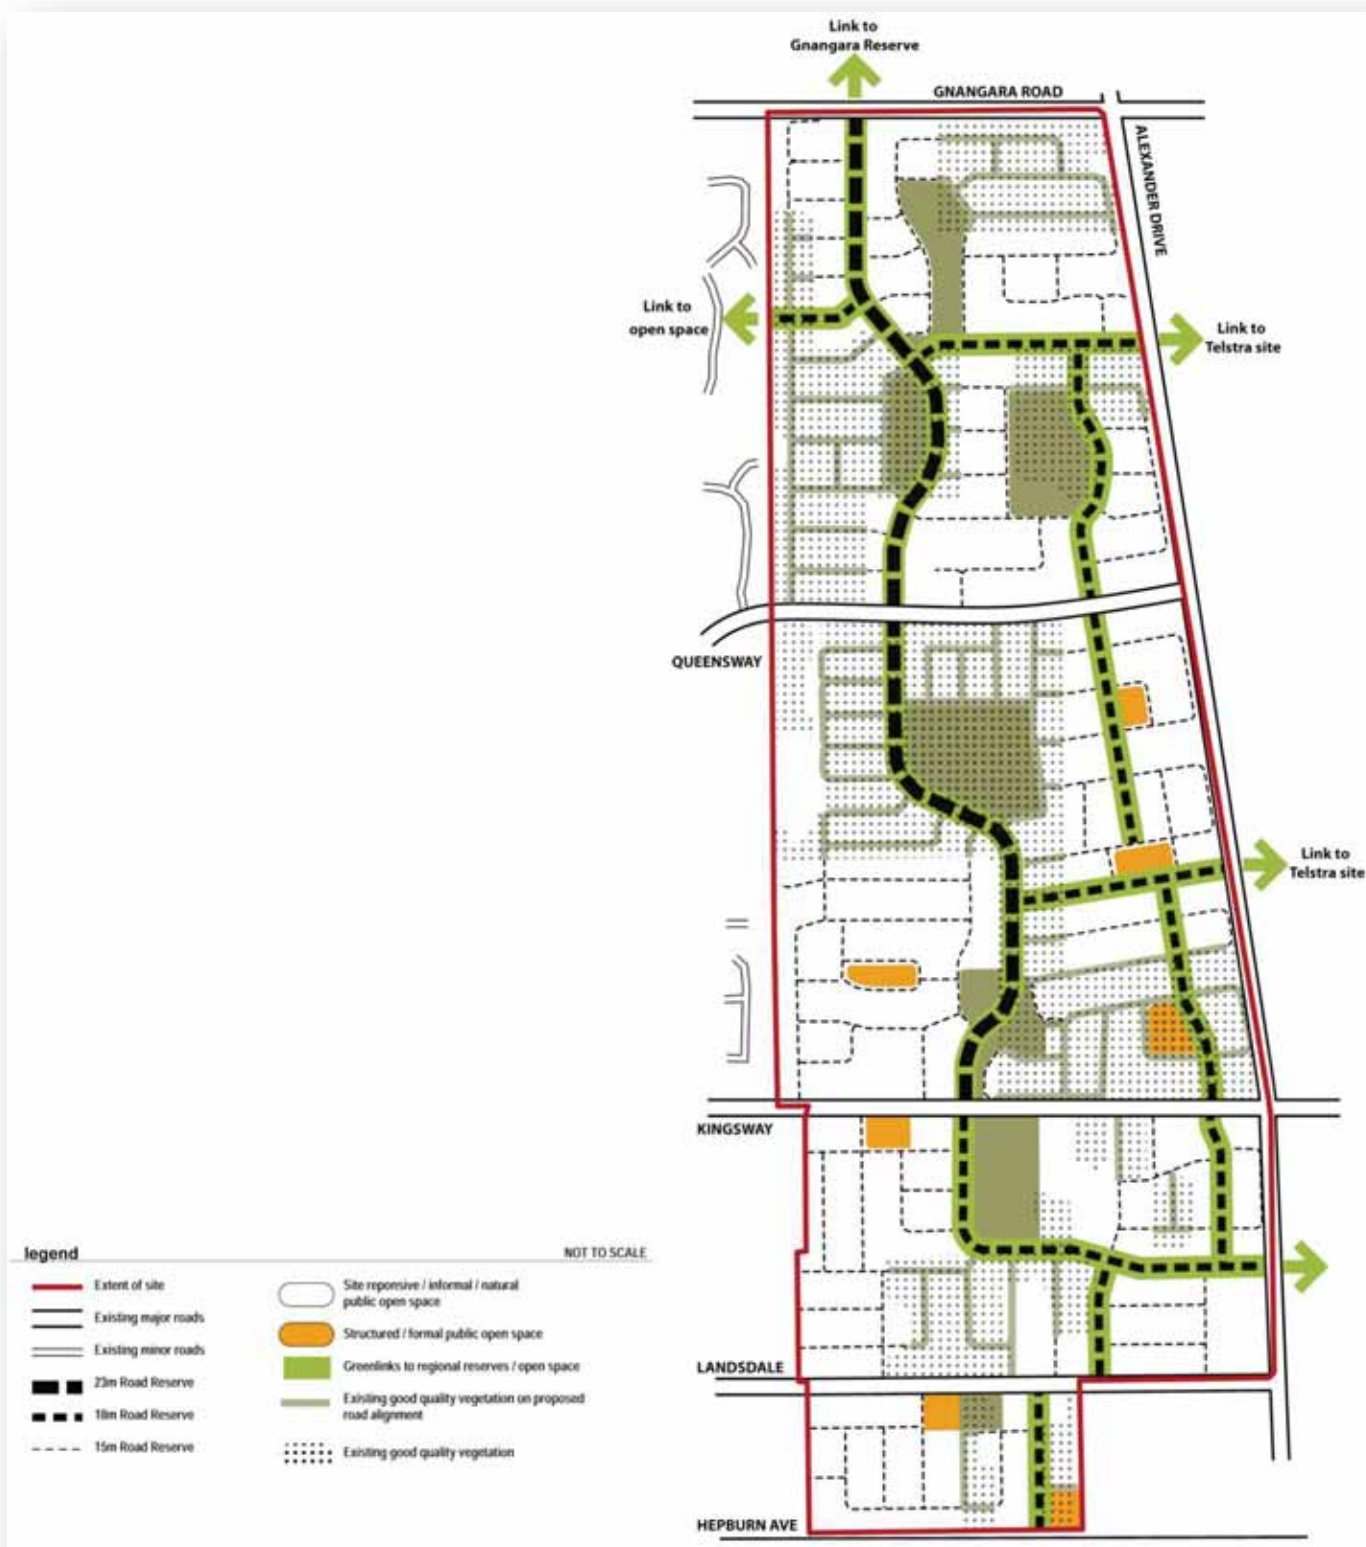 Link to
Gnangara Reserve
GNANGARA ROAD
ALEXANDER DRIVE
Link to
open space
Link to
Telstra site
QUEENSWAY
Link to
Telstra site
KINGSWAY
LANDSDALE
HEPBURN AVE
legend
NOT TO SCALE
Extent of site
Existing major roads
Existing minor roads
23m Road Reserve
18m Road Reserve
15m Road Reserve
Site reponsive / informal / natural
public open space
Structured / formal public open space
Greenlinks to regional reserves / open space
Existing good quality vegetation on proposed
road alignment
Existing good quality vegetation